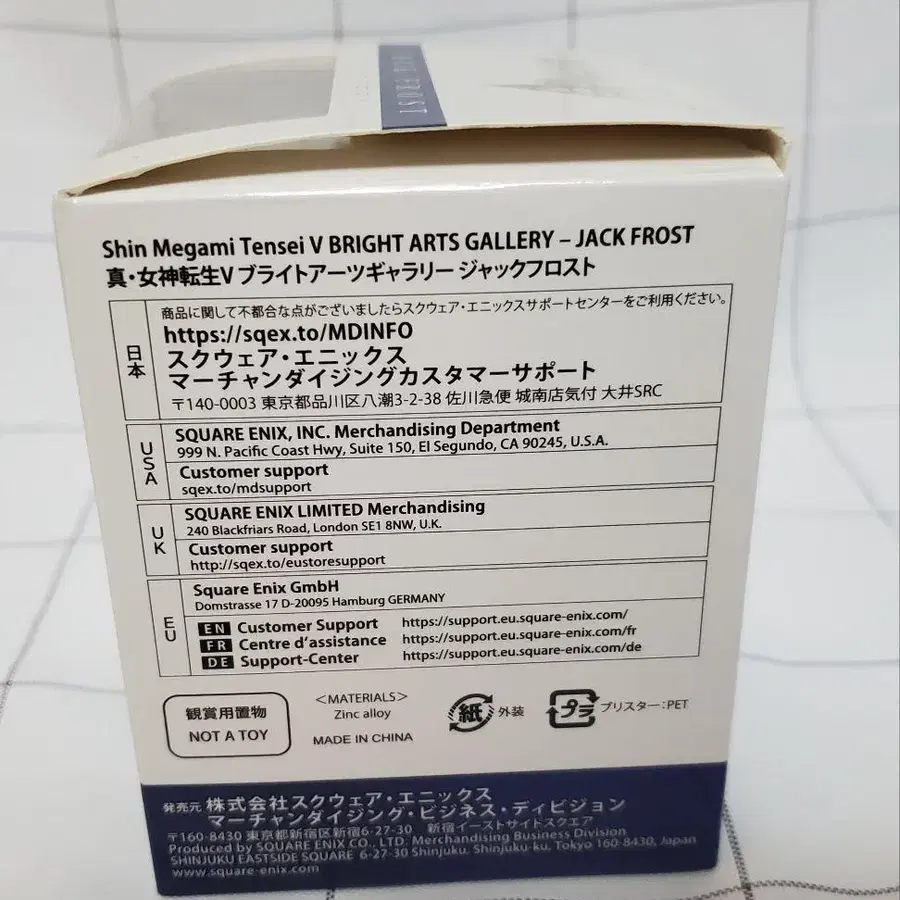 FROST
Shin Megami Tensei V BRIGHT ARTS GALLERY – JACK FROST
真・女神転生V ブライトアーツギャラリー ジャックフロスト
日本
商品に関して不都合な点がございましたらスクウェア・エニックスサポートセンターをご利用ください。
https://sqex.to/MDINFO
スクウェア・エニックス
マーチャンダイジングカスタマーサポート
〒140-0003 東京都品川区八潮3-2-38 佐川急便 城南店気付 大井SRC
USA
SQUARE ENIX, INC. Merchandising Department
999 N. Pacific Coast Hwy, Suite 150, El Segundo, CA 90245, U.S.A.
Customer support
sqex.to/mdsupport
UK
SQUARE ENIX LIMITED Merchandising
240 Blackfriars Road, London SE1 8NW, U.K.
Customer support
http://sqex.to/eustoresupport
EU
Square Enix GmbH
Domstrasse 17 D-20095 Hamburg GERMANY
EN Customer Support https://support.eu.square-enix.com/
FR Centre d'assistance https://support.eu.square-enix.com/fr
DE Support-Center https://support.eu.square-enix.com/de
観賞用置物
NOT A TOY
<MATERIALS>
Zinc alloy
MADE IN CHINA
紙 外装
プラ ブリスター:PET
発売元 株式会社スクウェア・エニックス
マーチャンダイジング・ビジネス・ディビジョン
〒160-8430 東京都新宿区新宿6-27-30 新宿イーストサイドスクエア
Produced by SQUARE ENIX CO., LTD. Merchandising Business Division
SHINJUKU EASTSIDE SQUARE 6-27-30 Shinjuku, Shinjuku-ku, Tokyo 160-8430, Japan
www.square-enix.com